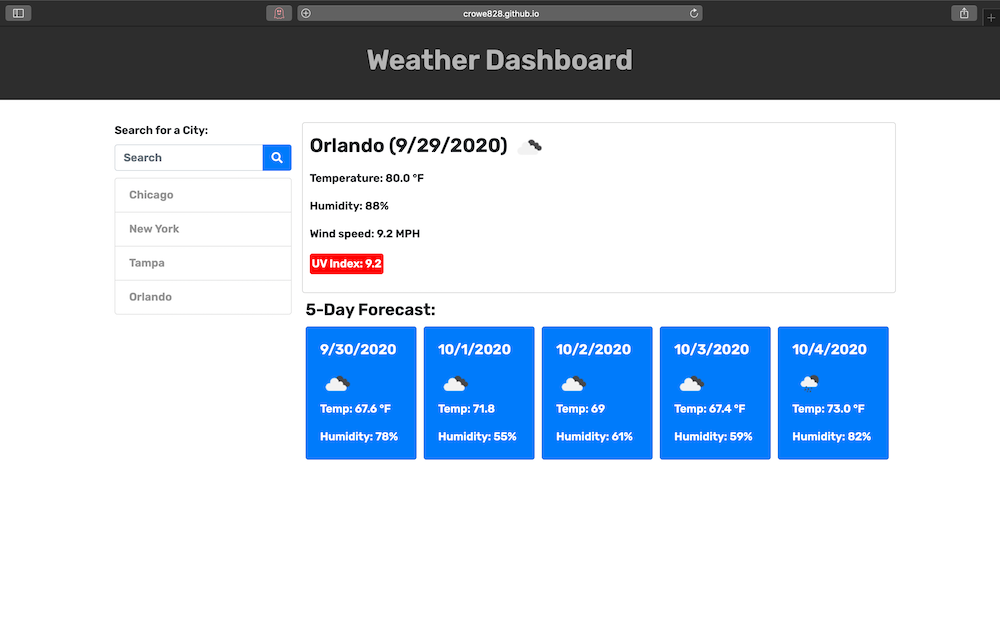 crowe828.github.io
Weather Dashboard
Search for a City:
Search
Chicago
New York
Tampa
Orlando
Orlando (9/29/2020)
Temperature: 80.0 °F
Humidity: 88%
Wind speed: 9.2 MPH
UV Index: 9.2
5-Day Forecast:
9/30/2020
Temp: 67.6 °F
Humidity: 78%
10/1/2020
Temp: 71.8
Humidity: 55%
10/2/2020
Temp: 69
Humidity: 61%
10/3/2020
Temp: 67.4 °F
Humidity: 59%
10/4/2020
Temp: 73.0 °F
Humidity: 82%